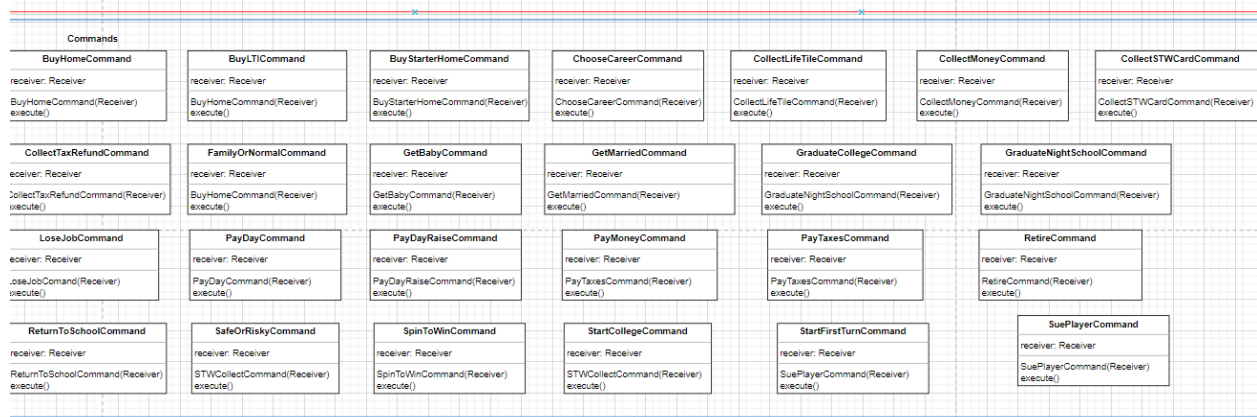 Commands
BuyHomeCommand
receiver: Receiver
BuyHomeCommand(Receiver)
execute()
BuyLTICommand
receiver: Receiver
BuyHomeCommand(Receiver)
execute()
BuyStarterHomeCommand
receiver: Receiver
BuyStarterHomeCommand(Receiver)
execute()
ChooseCareerCommand
receiver: Receiver
ChooseCareerCommand(Receiver)
execute()
CollectLifeTileCommand
receiver: Receiver
CollectLifeTileCommand(Receiver)
execute()
CollectMoneyCommand
receiver: Receiver
CollectMoneyCommand(Receiver)
execute()
CollectSTWCardCommand
receiver: Receiver
CollectSTWCardCommand(Receiver)
execute()
CollectTaxRefundCommand
receiver: Receiver
CollectTaxRefundCommand(Receiver)
execute()
FamilyOrNormalCommand
receiver: Receiver
BuyHomeCommand(Receiver)
execute()
GetBabyCommand
receiver: Receiver
GetBabyCommand(Receiver)
execute()
GetMarriedCommand
receiver: Receiver
GetMarriedCommand(Receiver)
execute()
GraduateCollegeCommand
receiver: Receiver
GraduateNightSchoolCommand(Receiver)
execute()
GraduateNightSchoolCommand
receiver: Receiver
GraduateNightSchoolCommand(Receiver)
execute()
LoseJobCommand
receiver: Receiver
LoseJobComand(Receiver)
execute()
PayDayCommand
receiver: Receiver
PayDayCommand(Receiver)
execute()
PayDayRaiseCommand
receiver: Receiver
PayDayRaiseCommand(Receiver)
execute()
PayMoneyCommand
receiver: Receiver
PayTaxesCommand(Receiver)
execute()
PayTaxesCommand
receiver: Receiver
PayTaxesCommand(Receiver)
execute()
RetireCommand
receiver: Receiver
RetireCommand(Receiver)
execute()
ReturnToSchoolCommand
receiver: Receiver
ReturnToSchoolCommand(Receiver)
execute()
SafeOrRiskyCommand
receiver: Receiver
STWCollectCommand(Receiver)
execute()
SpinToWinCommand
receiver: Receiver
SpinToWinCommand(Receiver)
execute()
StartCollegeCommand
receiver: Receiver
STWCollectCommand(Receiver)
execute()
StartFirstTurnCommand
receiver: Receiver
SuePlayerCommand(Receiver)
execute()
SuePlayerCommand
receiver: Receiver
SuePlayerCommand(Receiver)
execute()